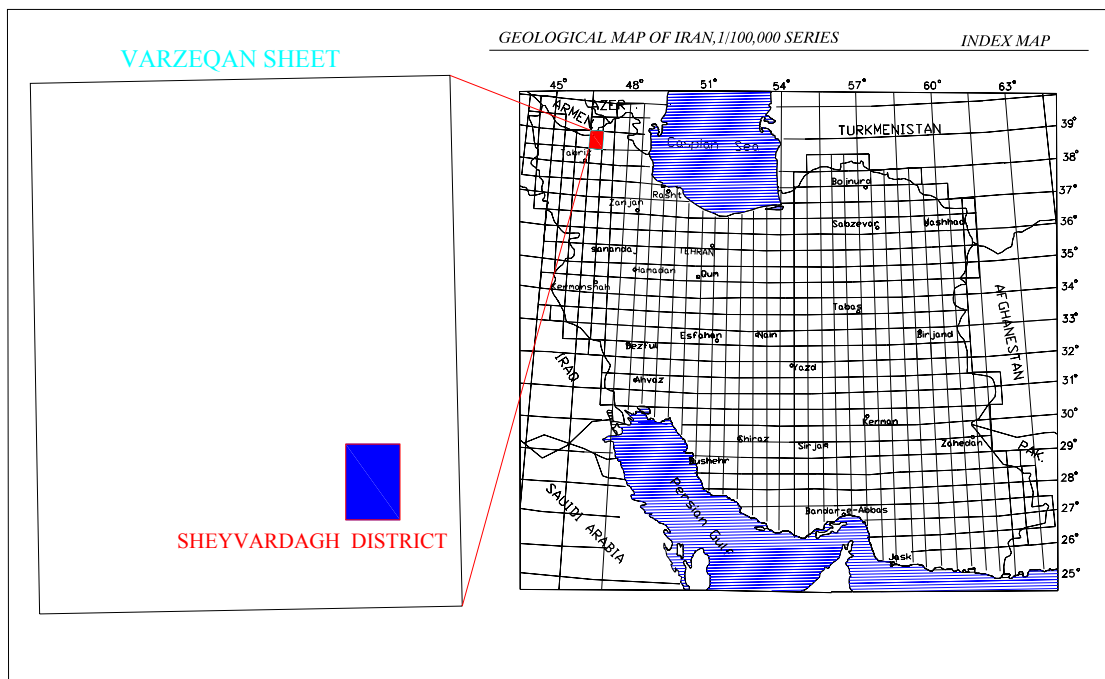 GEOLOGICAL MAP OF IRAN,1/100,000 SERIES
INDEX MAP
VARZEQAN SHEET
SHEYVARDAGH DISTRICT
45° 48° 51° 54° 57° 60° 63°
39°
38°
37°
36°
35°
34°
33°
32°
31°
30°
29°
28°
27°
26°
25°
ARMEN.
AZER.
TURKMENISTAN
Caspian Sea
Tabriz
Bojnurd
Rasht
Zanjan
Sabzevar
Mashhad
Sanandaj
TEHRAN
Hamadan
Qum
Kermanshah
Tabas
AFGHANESTAN
Esfahan
Nain
Birjand
Dezful
IRAQ
Yazd
Ahvaz
Kerman
Shiraz
Sirjan
Zahedan
PAK.
Bushehr
Persian Gulf
SAUIDI ARABIA
Bandar-e-Abbas
Jask